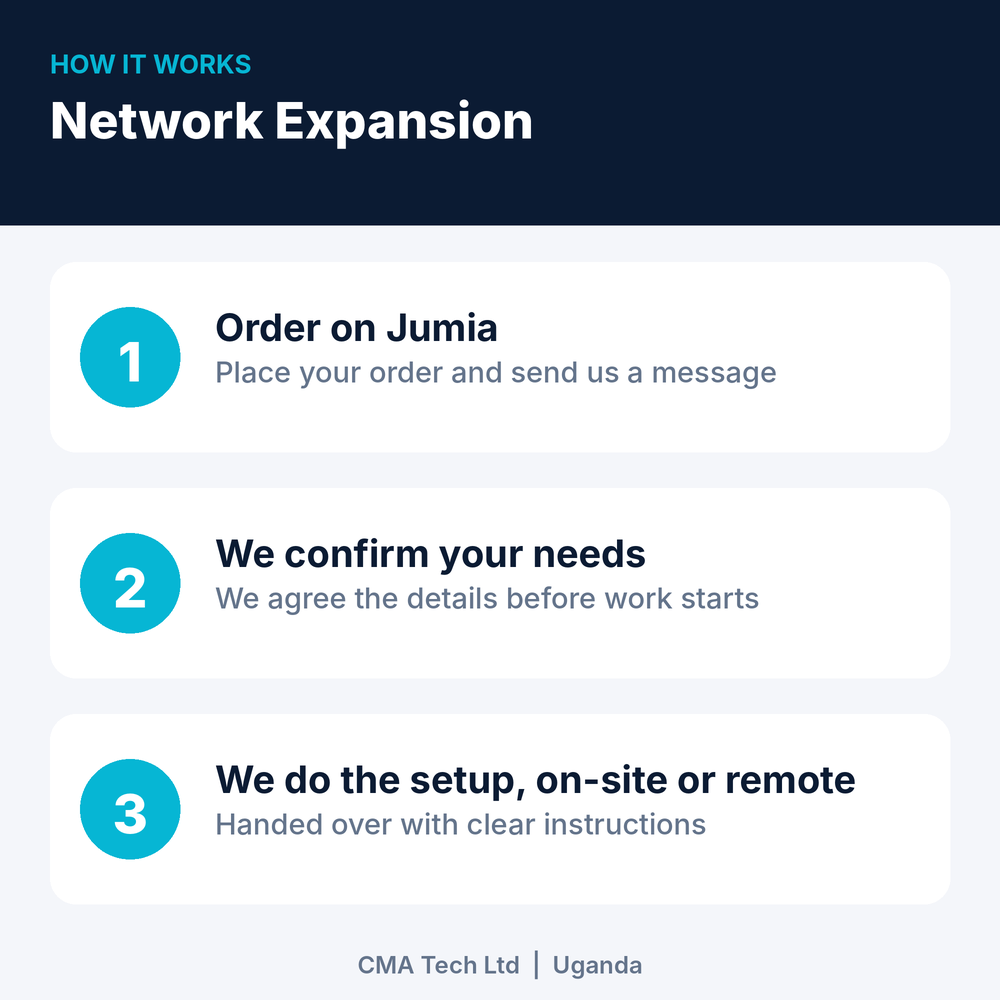 HOW IT WORKS
Network Expansion
1
Order on Jumia
Place your order and send us a message
2
We confirm your needs
We agree the details before work starts
3
We do the setup, on-site or remote
Handed over with clear instructions
CMA Tech Ltd | Uganda